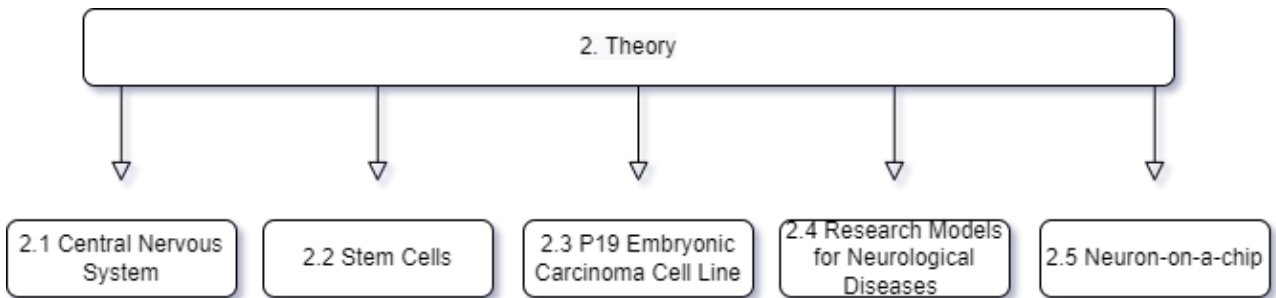 2. Theory
2.1 Central Nervous
System
2.2 Stem Cells
2.3 P19 Embryonic
Carcinoma Cell Line
2.4 Research Models
for Neurological
Diseases
2.5 Neuron-on-a-chip